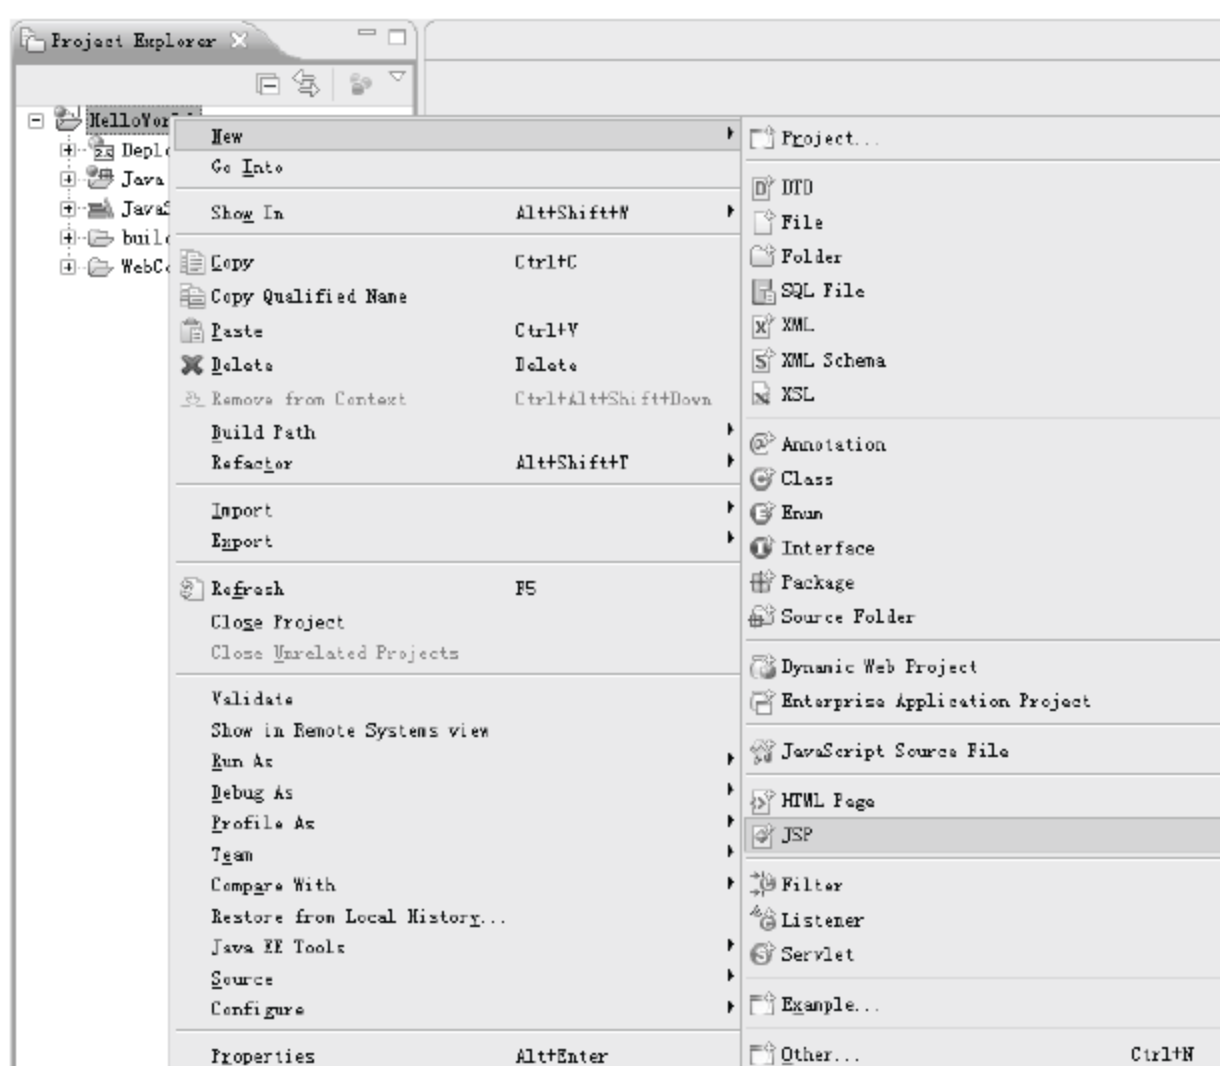 Project Explorer
New
Project...
Go Into
DTD
Show In Alt+Shift+W
File
Copy Ctrl+C
Folder
Copy Qualified Name
SQL File
Paste Ctrl+V
XML
Delete Delete
XML Schema
Remove from Context Ctrl+Alt+Shift+Down
XSL
Build Path
Annotation
Refactor Alt+Shift+T
Class
Import
Enum
Export
Interface
Refresh F5
Package
Close Project
Source Folder
Close Unrelated Projects
Dynamic Web Project
Validate
Enterprise Application Project
Show in Remote Systems view
JavaScript Source File
Run As
Debug As
HTML Page
Profile As
JSP
Team
Compare With
Filter
Restore from Local History...
Listener
Java EE Tools
Servlet
Source
Configure
Example...
Properties Alt+Enter
Other... Ctrl+N
2.5
Java